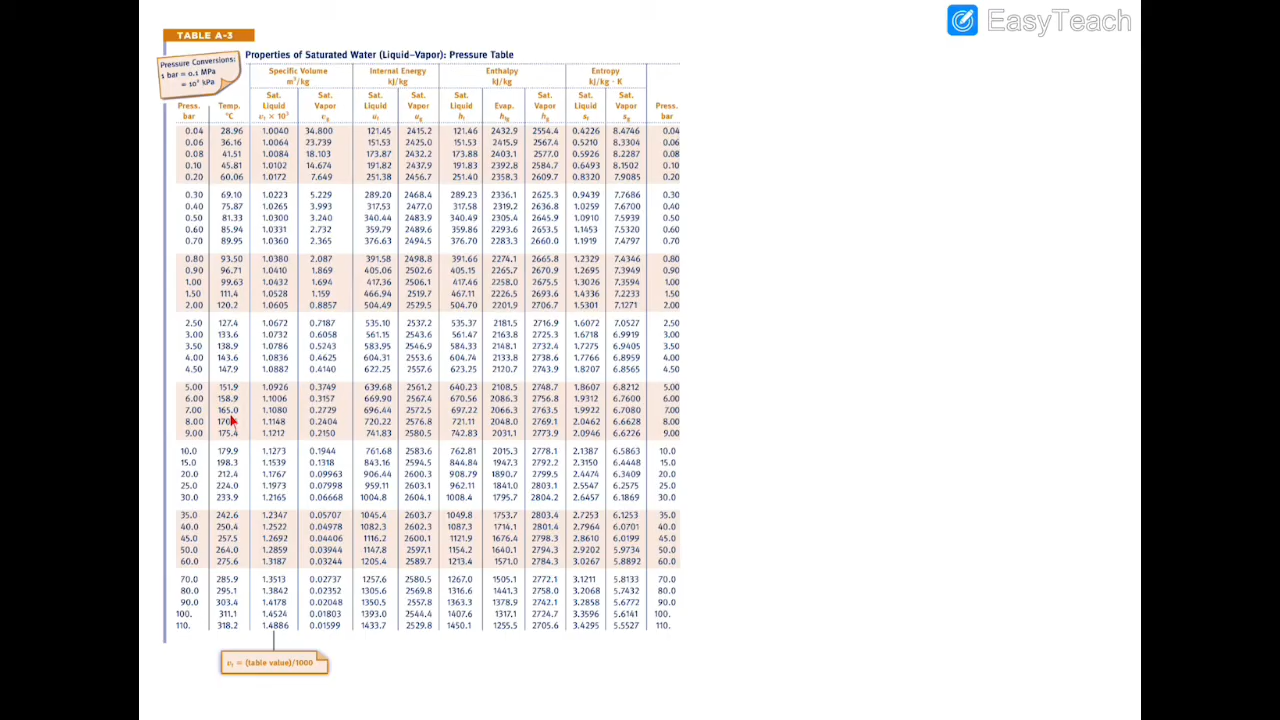 EasyTeach
TABLE A-3
Properties of Saturated Water (Liquid–Vapor): Pressure Table
Pressure Conversions:
1 bar = 0.1 MPa
= 10² kPa
Specific Volume Internal Energy Enthalpy Entropy
m³/kg kJ/kg kJ/kg kJ/kg · K
Sat. Sat. Sat. Sat. Sat. Sat. Sat. Sat.
Press. Temp. Liquid Vapor Liquid Vapor Liquid Evap. Vapor Liquid Vapor Press.
bar °C vf × 10³ vg uf ug hf hfg hg sf sg bar
0.04 28.96 1.0040 34.800 121.45 2415.2 121.46 2432.9 2554.4 0.4226 8.4746 0.04
0.06 36.16 1.0064 23.739 151.53 2425.0 151.53 2415.9 2567.4 0.5210 8.3304 0.06
0.08 41.51 1.0084 18.103 173.87 2432.2 173.88 2403.1 2577.0 0.5926 8.2287 0.08
0.10 45.81 1.0102 14.674 191.82 2437.9 191.83 2392.8 2584.7 0.6493 8.1502 0.10
0.20 60.06 1.0172 7.649 251.38 2456.7 251.40 2358.3 2609.7 0.8320 7.9085 0.20
0.30 69.10 1.0223 5.229 289.20 2468.4 289.23 2336.1 2625.3 0.9439 7.7686 0.30
0.40 75.87 1.0265 3.993 317.53 2477.0 317.58 2319.2 2636.8 1.0259 7.6700 0.40
0.50 81.33 1.0300 3.240 340.44 2483.9 340.49 2305.4 2645.9 1.0910 7.5939 0.50
0.60 85.94 1.0331 2.732 359.79 2489.6 359.86 2293.6 2653.5 1.1453 7.5320 0.60
0.70 89.95 1.0360 2.365 376.63 2494.5 376.70 2283.3 2660.0 1.1919 7.4797 0.70
0.80 93.50 1.0380 2.087 391.58 2498.8 391.66 2274.1 2665.8 1.2329 7.4346 0.80
0.90 96.71 1.0410 1.869 405.06 2502.6 405.15 2265.7 2670.9 1.2695 7.3949 0.90
1.00 99.63 1.0432 1.694 417.36 2506.1 417.46 2258.0 2675.5 1.3026 7.3594 1.00
1.50 111.4 1.0528 1.159 466.94 2519.7 467.11 2226.5 2693.6 1.4336 7.2233 1.50
2.00 120.2 1.0605 0.8857 504.49 2529.5 504.70 2201.9 2706.7 1.5301 7.1271 2.00
2.50 127.4 1.0672 0.7187 535.10 2537.2 535.37 2181.5 2716.9 1.6072 7.0527 2.50
3.00 133.6 1.0732 0.6058 561.15 2543.6 561.47 2163.8 2725.3 1.6718 6.9919 3.00
3.50 138.9 1.0786 0.5243 583.95 2546.9 584.33 2148.1 2732.4 1.7275 6.9405 3.50
4.00 143.6 1.0836 0.4625 604.31 2553.6 604.74 2133.8 2738.6 1.7766 6.8959 4.00
4.50 147.9 1.0882 0.4140 622.25 2557.6 623.25 2120.7 2743.9 1.8207 6.8565 4.50
5.00 151.9 1.0926 0.3749 639.68 2561.2 640.23 2108.5 2748.7 1.8607 6.8212 5.00
6.00 158.9 1.1006 0.3157 669.90 2567.4 670.56 2086.3 2756.8 1.9312 6.7600 6.00
7.00 165.0 1.1080 0.2729 696.44 2572.5 697.22 2066.3 2763.5 1.9922 6.7080 7.00
8.00 1.1148 0.2404 720.22 2576.8 721.11 2048.0 2769.1 2.0462 6.6628 8.00
9.00 175.4 1.1212 0.2150 741.83 2580.5 742.83 2031.1 2773.9 2.0946 6.6226 9.00
10.0 179.9 1.1273 0.1944 761.68 2583.6 762.81 2015.3 2778.1 2.1387 6.5863 10.0
15.0 198.3 1.1539 0.1318 843.16 2594.5 844.84 1947.3 2792.2 2.3150 6.4448 15.0
20.0 212.4 1.1767 0.09963 906.44 2600.3 908.79 1890.7 2799.5 2.4474 6.3409 20.0
25.0 224.0 1.1973 0.07998 959.11 2603.1 962.11 1841.0 2803.1 2.5547 6.2575 25.0
30.0 233.9 1.2165 0.06668 1004.8 2604.1 1008.4 1795.7 2804.2 2.6457 6.1869 30.0
35.0 242.6 1.2347 0.05707 1045.4 2603.7 1049.8 1753.7 2803.4 2.7253 6.1253 35.0
40.0 250.4 1.2522 0.04978 1082.3 2602.3 1087.3 1714.1 2801.4 2.7964 6.0701 40.0
45.0 257.5 1.2692 0.04406 1116.2 2600.1 1121.9 1676.4 2798.3 2.8610 6.0199 45.0
50.0 264.0 1.2859 0.03944 1147.8 2597.1 1154.2 1640.1 2794.3 2.9202 5.9734 50.0
60.0 275.6 1.3187 0.03244 1205.4 2589.7 1213.4 1571.0 2784.3 3.0267 5.8892 60.0
70.0 285.9 1.3513 0.02737 1257.6 2580.5 1267.0 1505.1 2772.1 3.1211 5.8133 70.0
80.0 295.1 1.3842 0.02352 1305.6 2569.8 1316.6 1441.3 2758.0 3.2068 5.7432 80.0
90.0 303.4 1.4178 0.02048 1350.5 2557.8 1363.3 1378.9 2742.1 3.2858 5.6772 90.0
100. 311.1 1.4524 0.01803 1393.0 2544.4 1407.6 1317.1 2724.7 3.3596 5.6141 100.
110. 318.2 1.4886 0.01599 1433.7 2529.8 1450.1 1255.5 2705.6 3.4295 5.5527 110.
vf = (table value)/1000